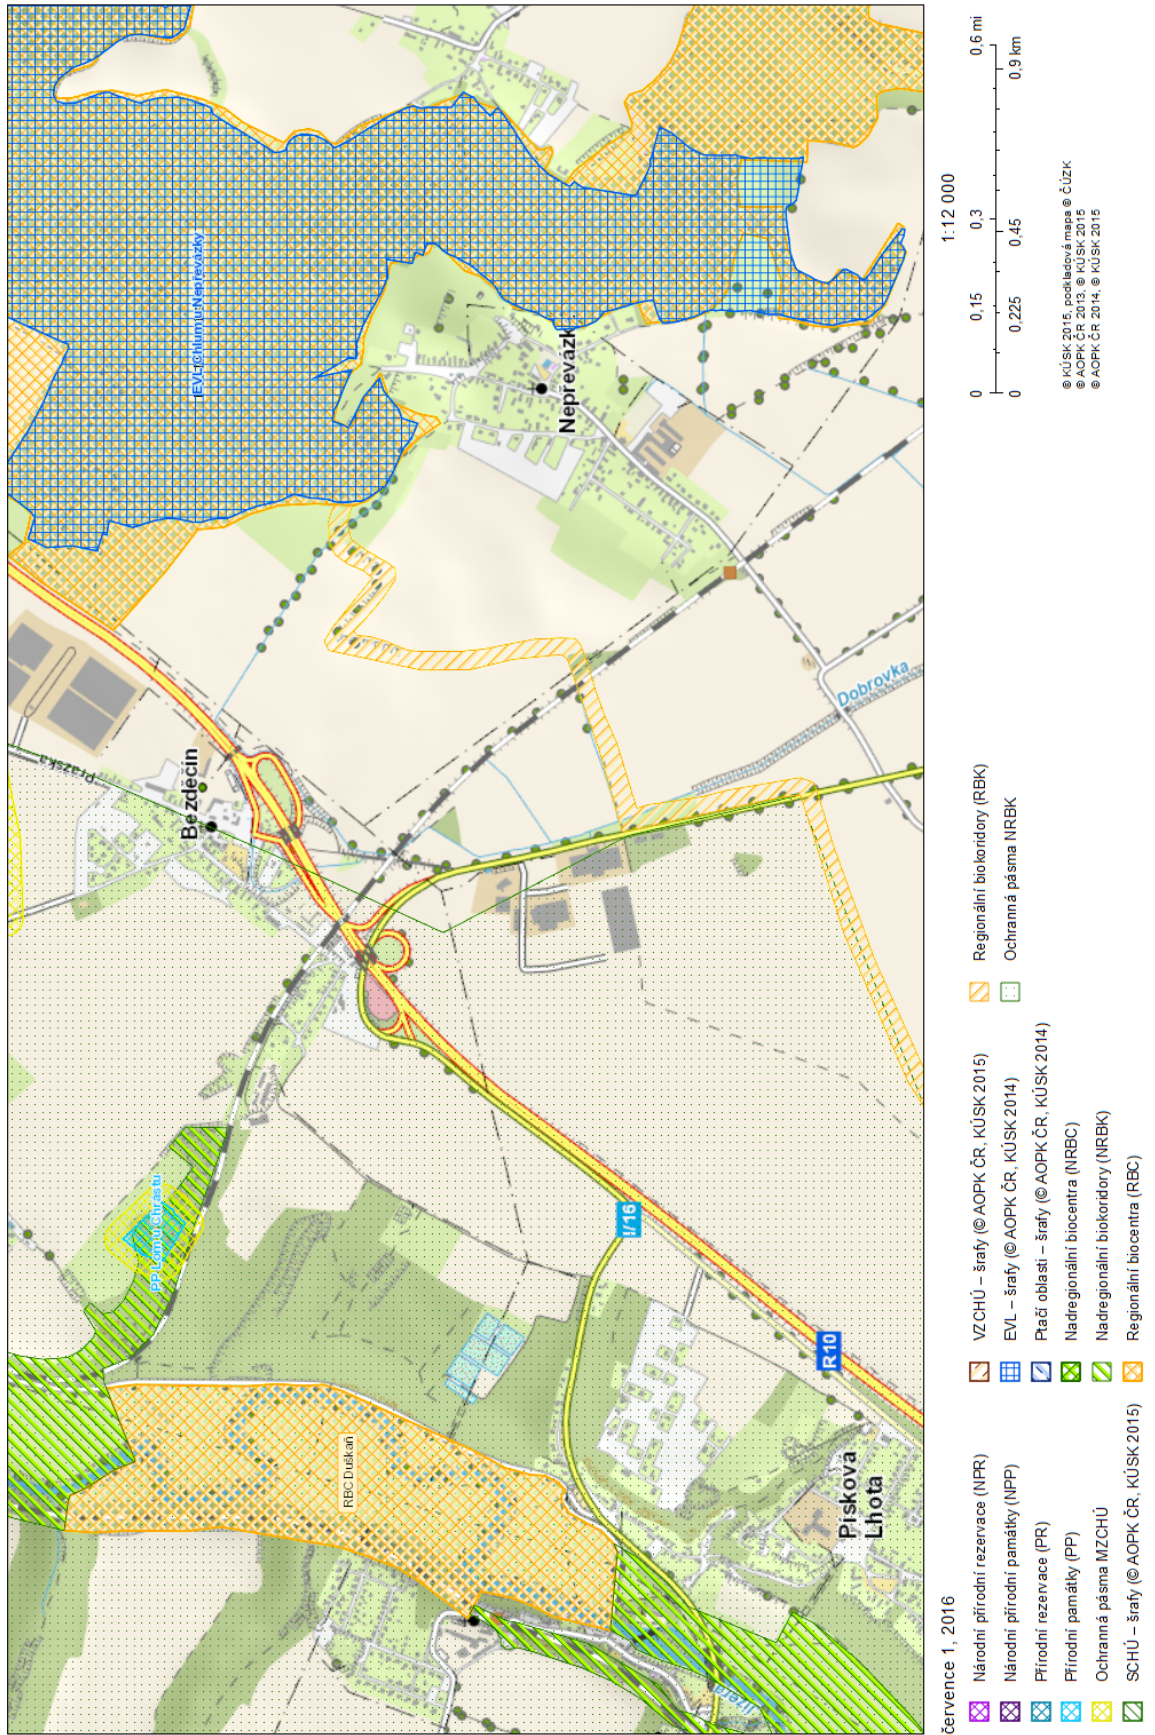 EVL Chlum u Nepřevázky
Nepřevázk
Bezděčín
Pražská
Dobrovka
PP Lom u Chrástu
RBC Duškaň
I/16
R10
Pískova
Lhota
Jizera
července 1, 2016
1:12 000
0 0,15 0,3 0,6 mi
0 0,225 0,45 0,9 km
Národní přírodní rezervace (NPR)
Národní přírodní památky (NPP)
Přírodní rezervace (PR)
Přírodní památky (PP)
Ochranná pásma MZCHÚ
SCHÚ – šrafy (© AOPK ČR, KÚSK 2015)
VZCHÚ – šrafy (© AOPK ČR, KÚSK 2015)
EVL – šrafy (© AOPK ČR, KÚSK 2014)
Ptačí oblasti – šrafy (© AOPK ČR, KÚSK 2014)
Nadregionální biocentra (NRBC)
Nadregionální biokoridory (NRBK)
Regionální biocentra (RBC)
Regionální biokoridory (RBK)
Ochranná pásma NRBK
© KÚSK 2015, podkladová mapa © ČÚZK
© AOPK ČR 2013, © KÚSK 2015
© AOPK ČR 2014, © KÚSK 2015